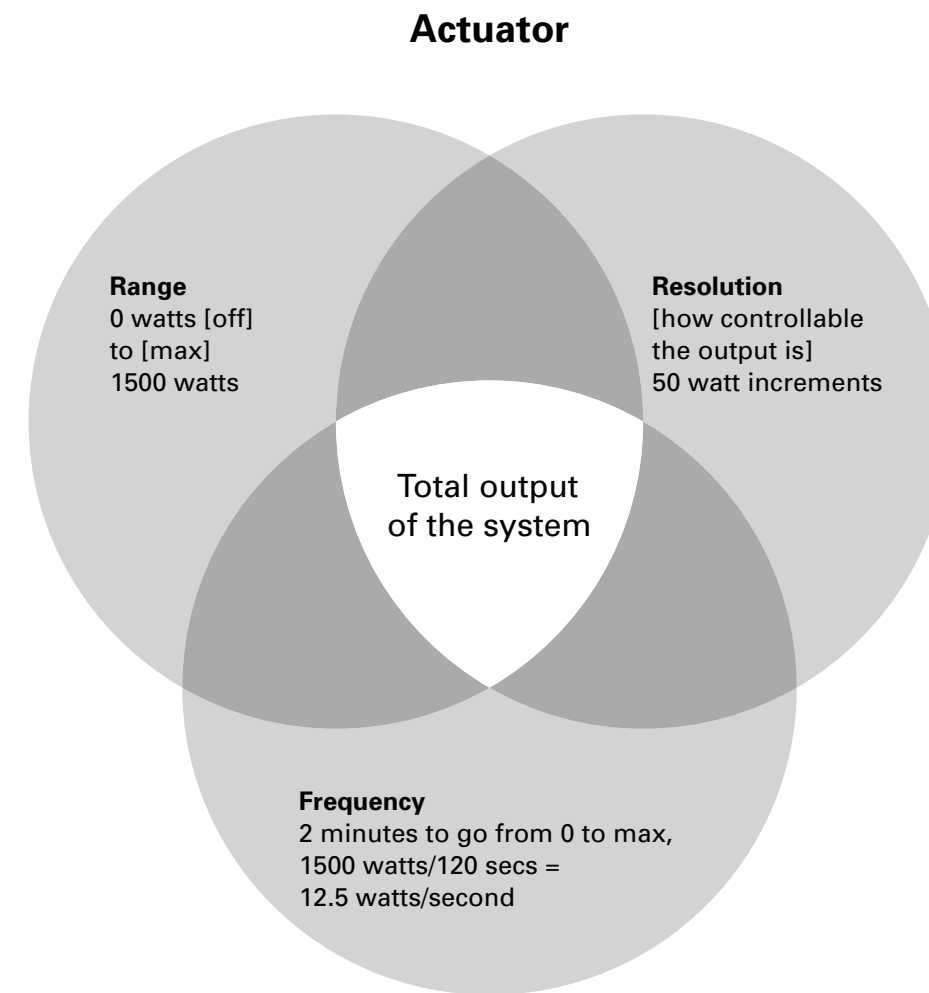 Actuator
Range
0 watts [off]
to [max]
1500 watts
Resolution
[how controllable
the output is]
50 watt increments
Total output
of the system
Frequency
2 minutes to go from 0 to max,
1500 watts/120 secs =
12.5 watts/second